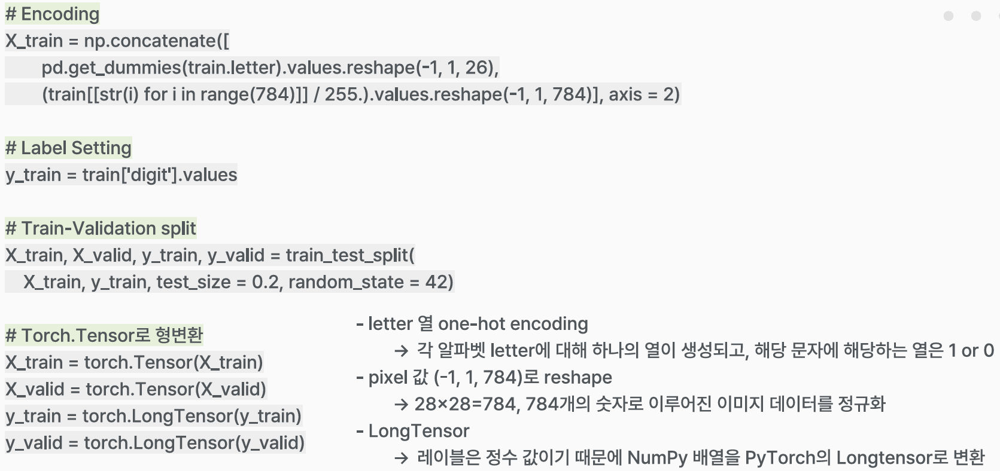 # Encoding
X_train = np.concatenate([
pd.get_dummies(train.letter).values.reshape(-1, 1, 26),
(train[[str(i) for i in range(784)]] / 255.).values.reshape(-1, 1, 784)], axis = 2)
# Label Setting
y_train = train['digit'].values
# Train-Validation split
X_train, X_valid, y_train, y_valid = train_test_split(
X_train, y_train, test_size = 0.2, random_state = 42)
# Torch.Tensor로 형변환
X_train = torch.Tensor(X_train)
X_valid = torch.Tensor(X_valid)
y_train = torch.LongTensor(y_train)
y_valid = torch.LongTensor(y_valid)
- letter 열 one-hot encoding
→ 각 알파벳 letter에 대해 하나의 열이 생성되고, 해당 문자에 해당하는 열은 1 or 0
- pixel 값 (-1, 1, 784)로 reshape
→ 28×28=784, 784개의 숫자로 이루어진 이미지 데이터를 정규화
- LongTensor
→ 레이블은 정수 값이기 때문에 NumPy 배열을 PyTorch의 Longtensor로 변환